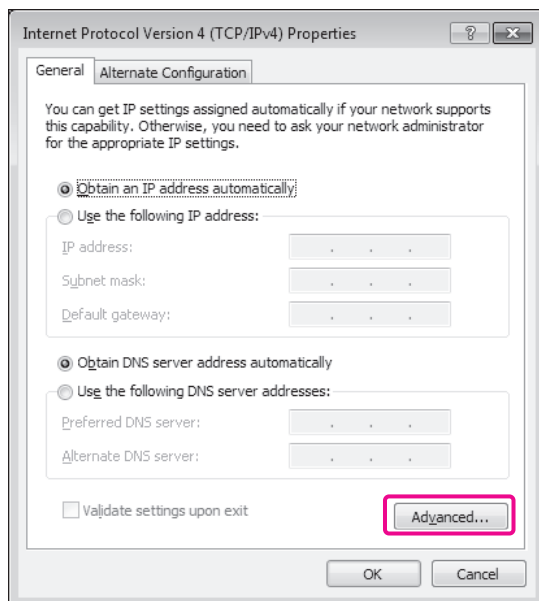 Internet Protocol Version 4 (TCP/IPv4) Properties
General
Alternate Configuration
You can get IP settings assigned automatically if your network supports
this capability. Otherwise, you need to ask your network administrator
for the appropriate IP settings.
Obtain an IP address automatically
Use the following IP address:
IP address:
Subnet mask:
Default gateway:
Obtain DNS server address automatically
Use the following DNS server addresses:
Preferred DNS server:
Alternate DNS server:
Validate settings upon exit
Advanced...
OK
Cancel